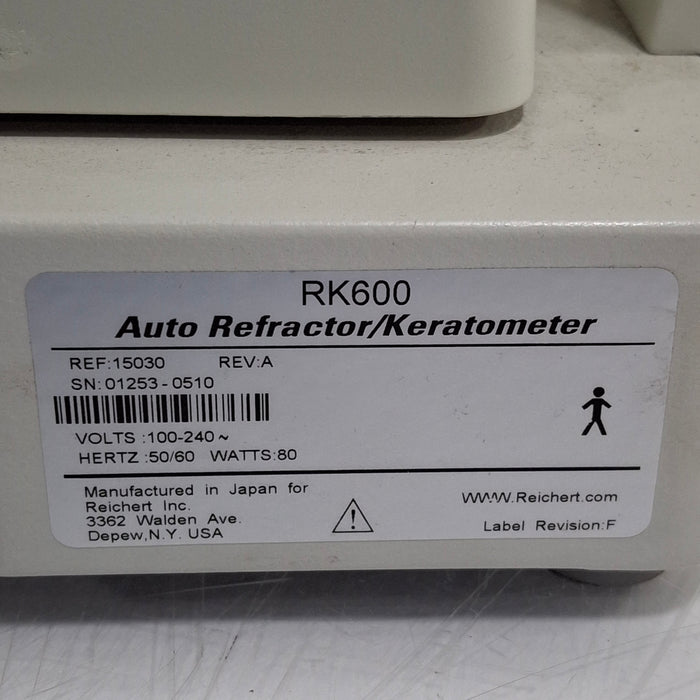 RK600
Auto Refractor/Keratometer
REF:15030 REV:A
SN:01253-0510
VOLTS :100-240~
HERTZ :50/60 WATTS:80
Manufactured in Japan for
Reichert Inc.
3362 Walden Ave.
Depew,N.Y. USA
WWW.Reichert.com
Label Revision:F